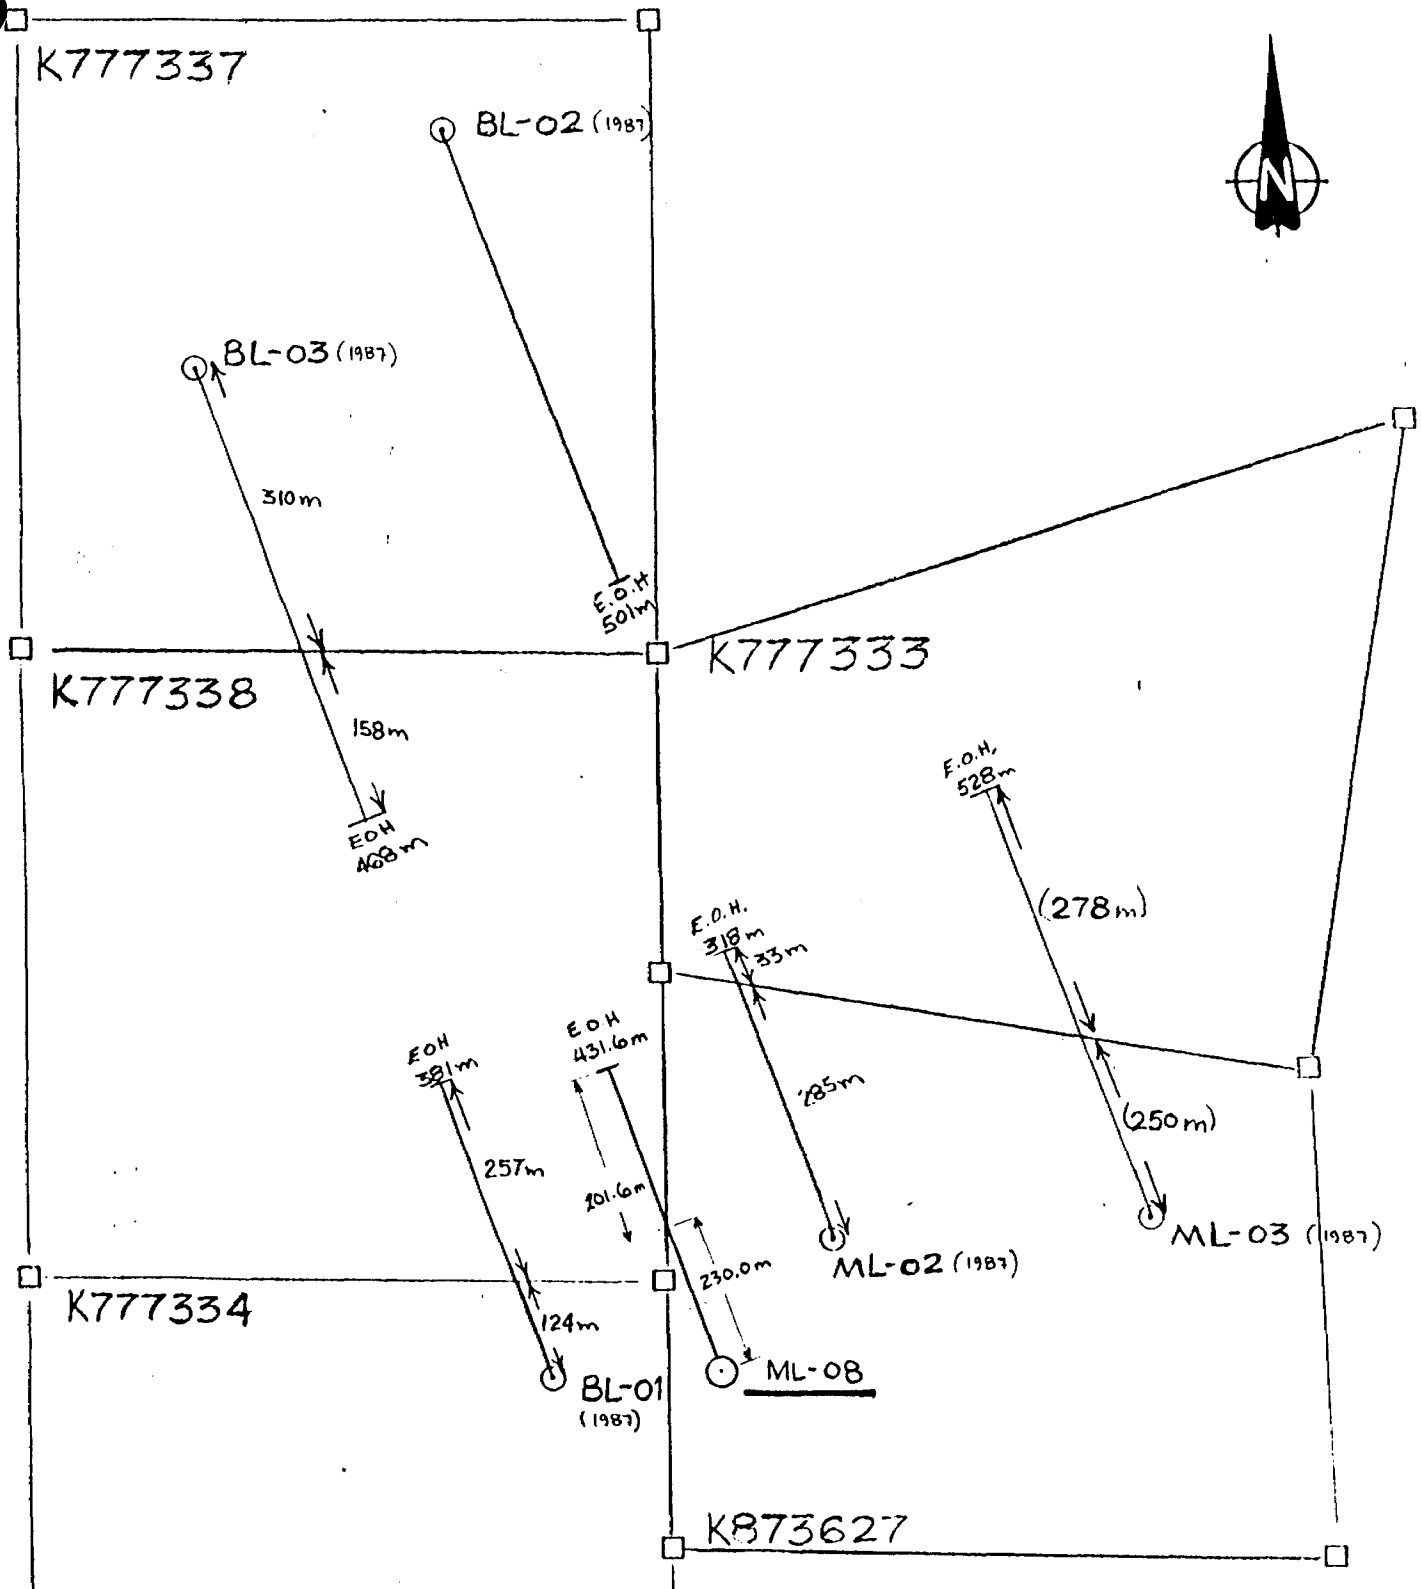 K777337
BL-02 (1987)
N
BL-03 (1987)
310m
E.O.H
501m
K777333
K777338
158m
E.O.H.
528m
EOH
468m
(278m)
E.O.H.
318m
33m
E.O.H
431.6m
EOH
381m
285m
(250m)
257m
201.6m
ML-03 (1987)
ML-02 (1987)
230.0m
K777334
124m
ML-08
BL-01
(1987)
K873627